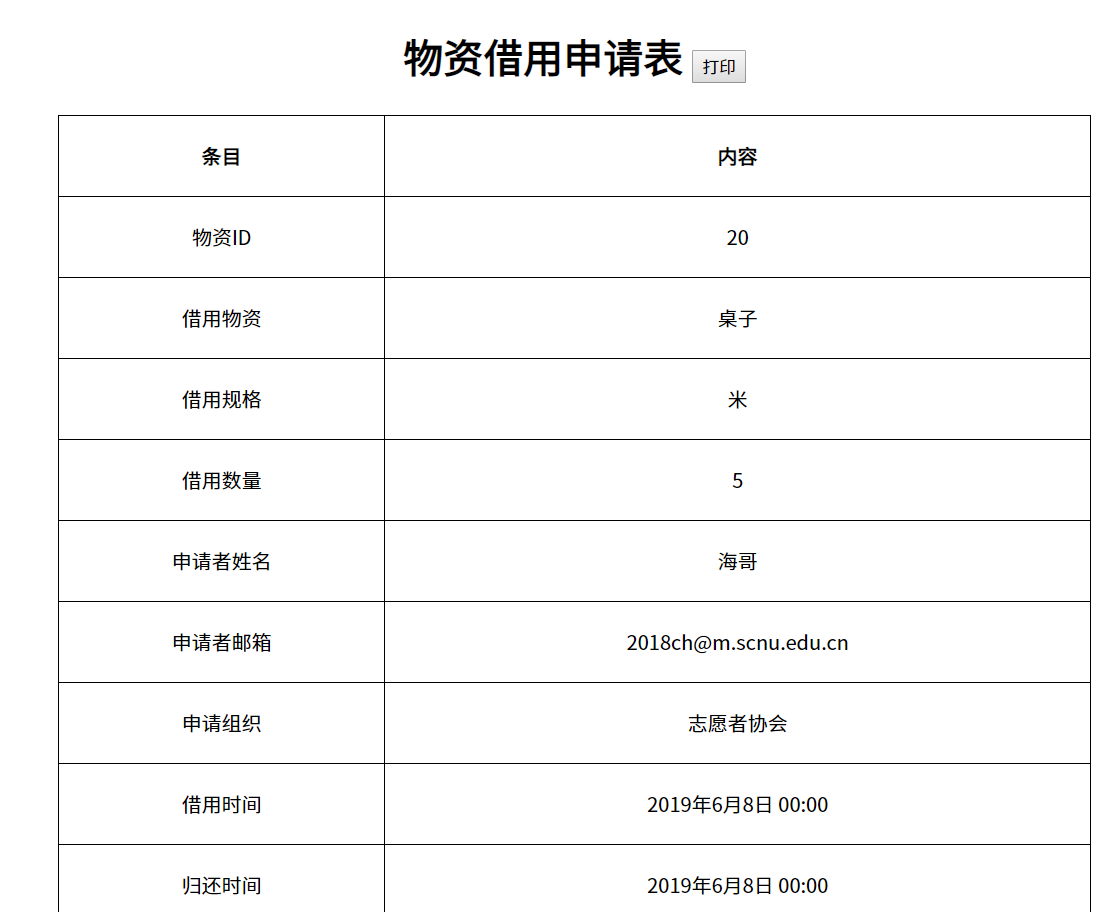 物资借用申请表 打印
条目 内容
物资ID 20
借用物资 桌子
借用规格 米
借用数量 5
申请者姓名 海哥
申请者邮箱 2018ch@m.scnu.edu.cn
申请组织 志愿者协会
借用时间 2019年6月8日 00:00
归还时间 2019年6月8日 00:00